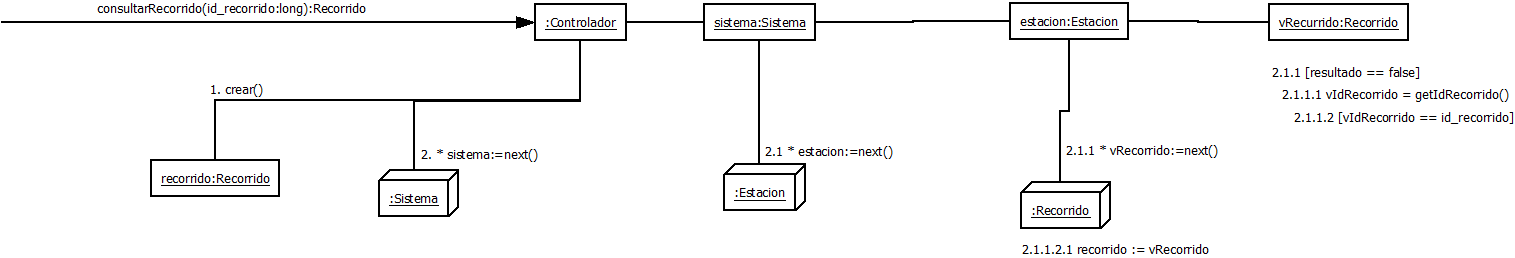 consultarRecorrido(id_recorrido:long):Recorrido
:Controlador
sistema:Sistema
estacion:Estacion
vRecurrido:Recorrido
2.1.1 [resultado == false]
2.1.1.1 vIdRecorrido = getIdRecorrido()
2.1.1.2 [vIdRecorrido == id_recorrido]
1. crear()
2. * sistema:=next()
2.1 * estacion:=next()
2.1.1 * vRecorrido:=next()
recorrido:Recorrido
:Sistema
:Estacion
:Recorrido
2.1.1.2.1 recorrido := vRecorrido